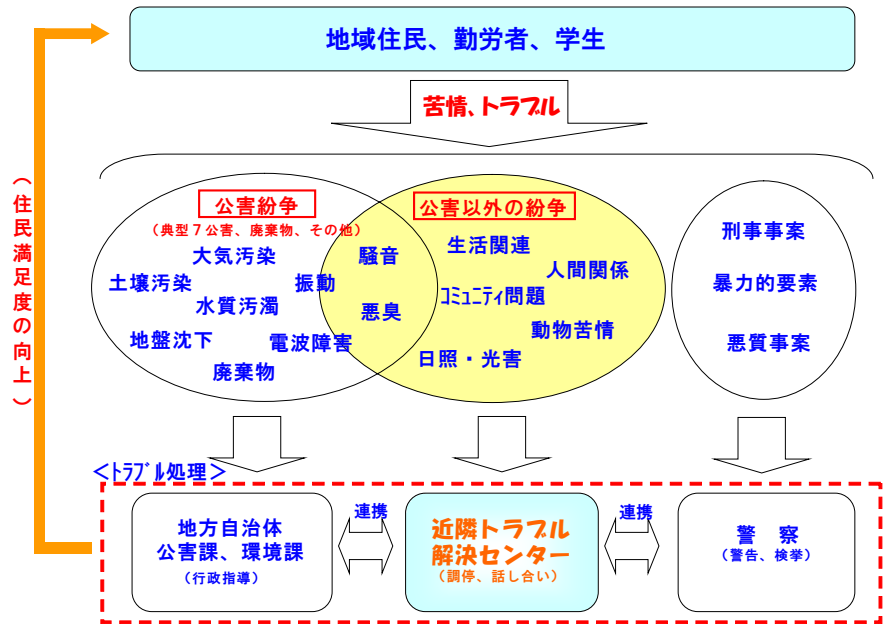 地域住民、勤労者、学生
苦情、トラブル
（住民満足度の向上）
公害紛争
（典型７公害、廃棄物、その他）
大気汚染
土壌汚染
振動
水質汚濁
地盤沈下
電波障害
廃棄物
騒音
悪臭
公害以外の紛争
生活関連
人間関係
ｺﾐｭﾆﾃｨ問題
動物苦情
日照・光害
刑事事案
暴力的要素
悪質事案
＜ﾄﾗﾌﾞﾙ処理＞
地方自治体
公害課、環境課
（行政指導）
連携
近隣トラブル
解決センター
（調停、話し合い）
連携
警　察
（警告、検挙）